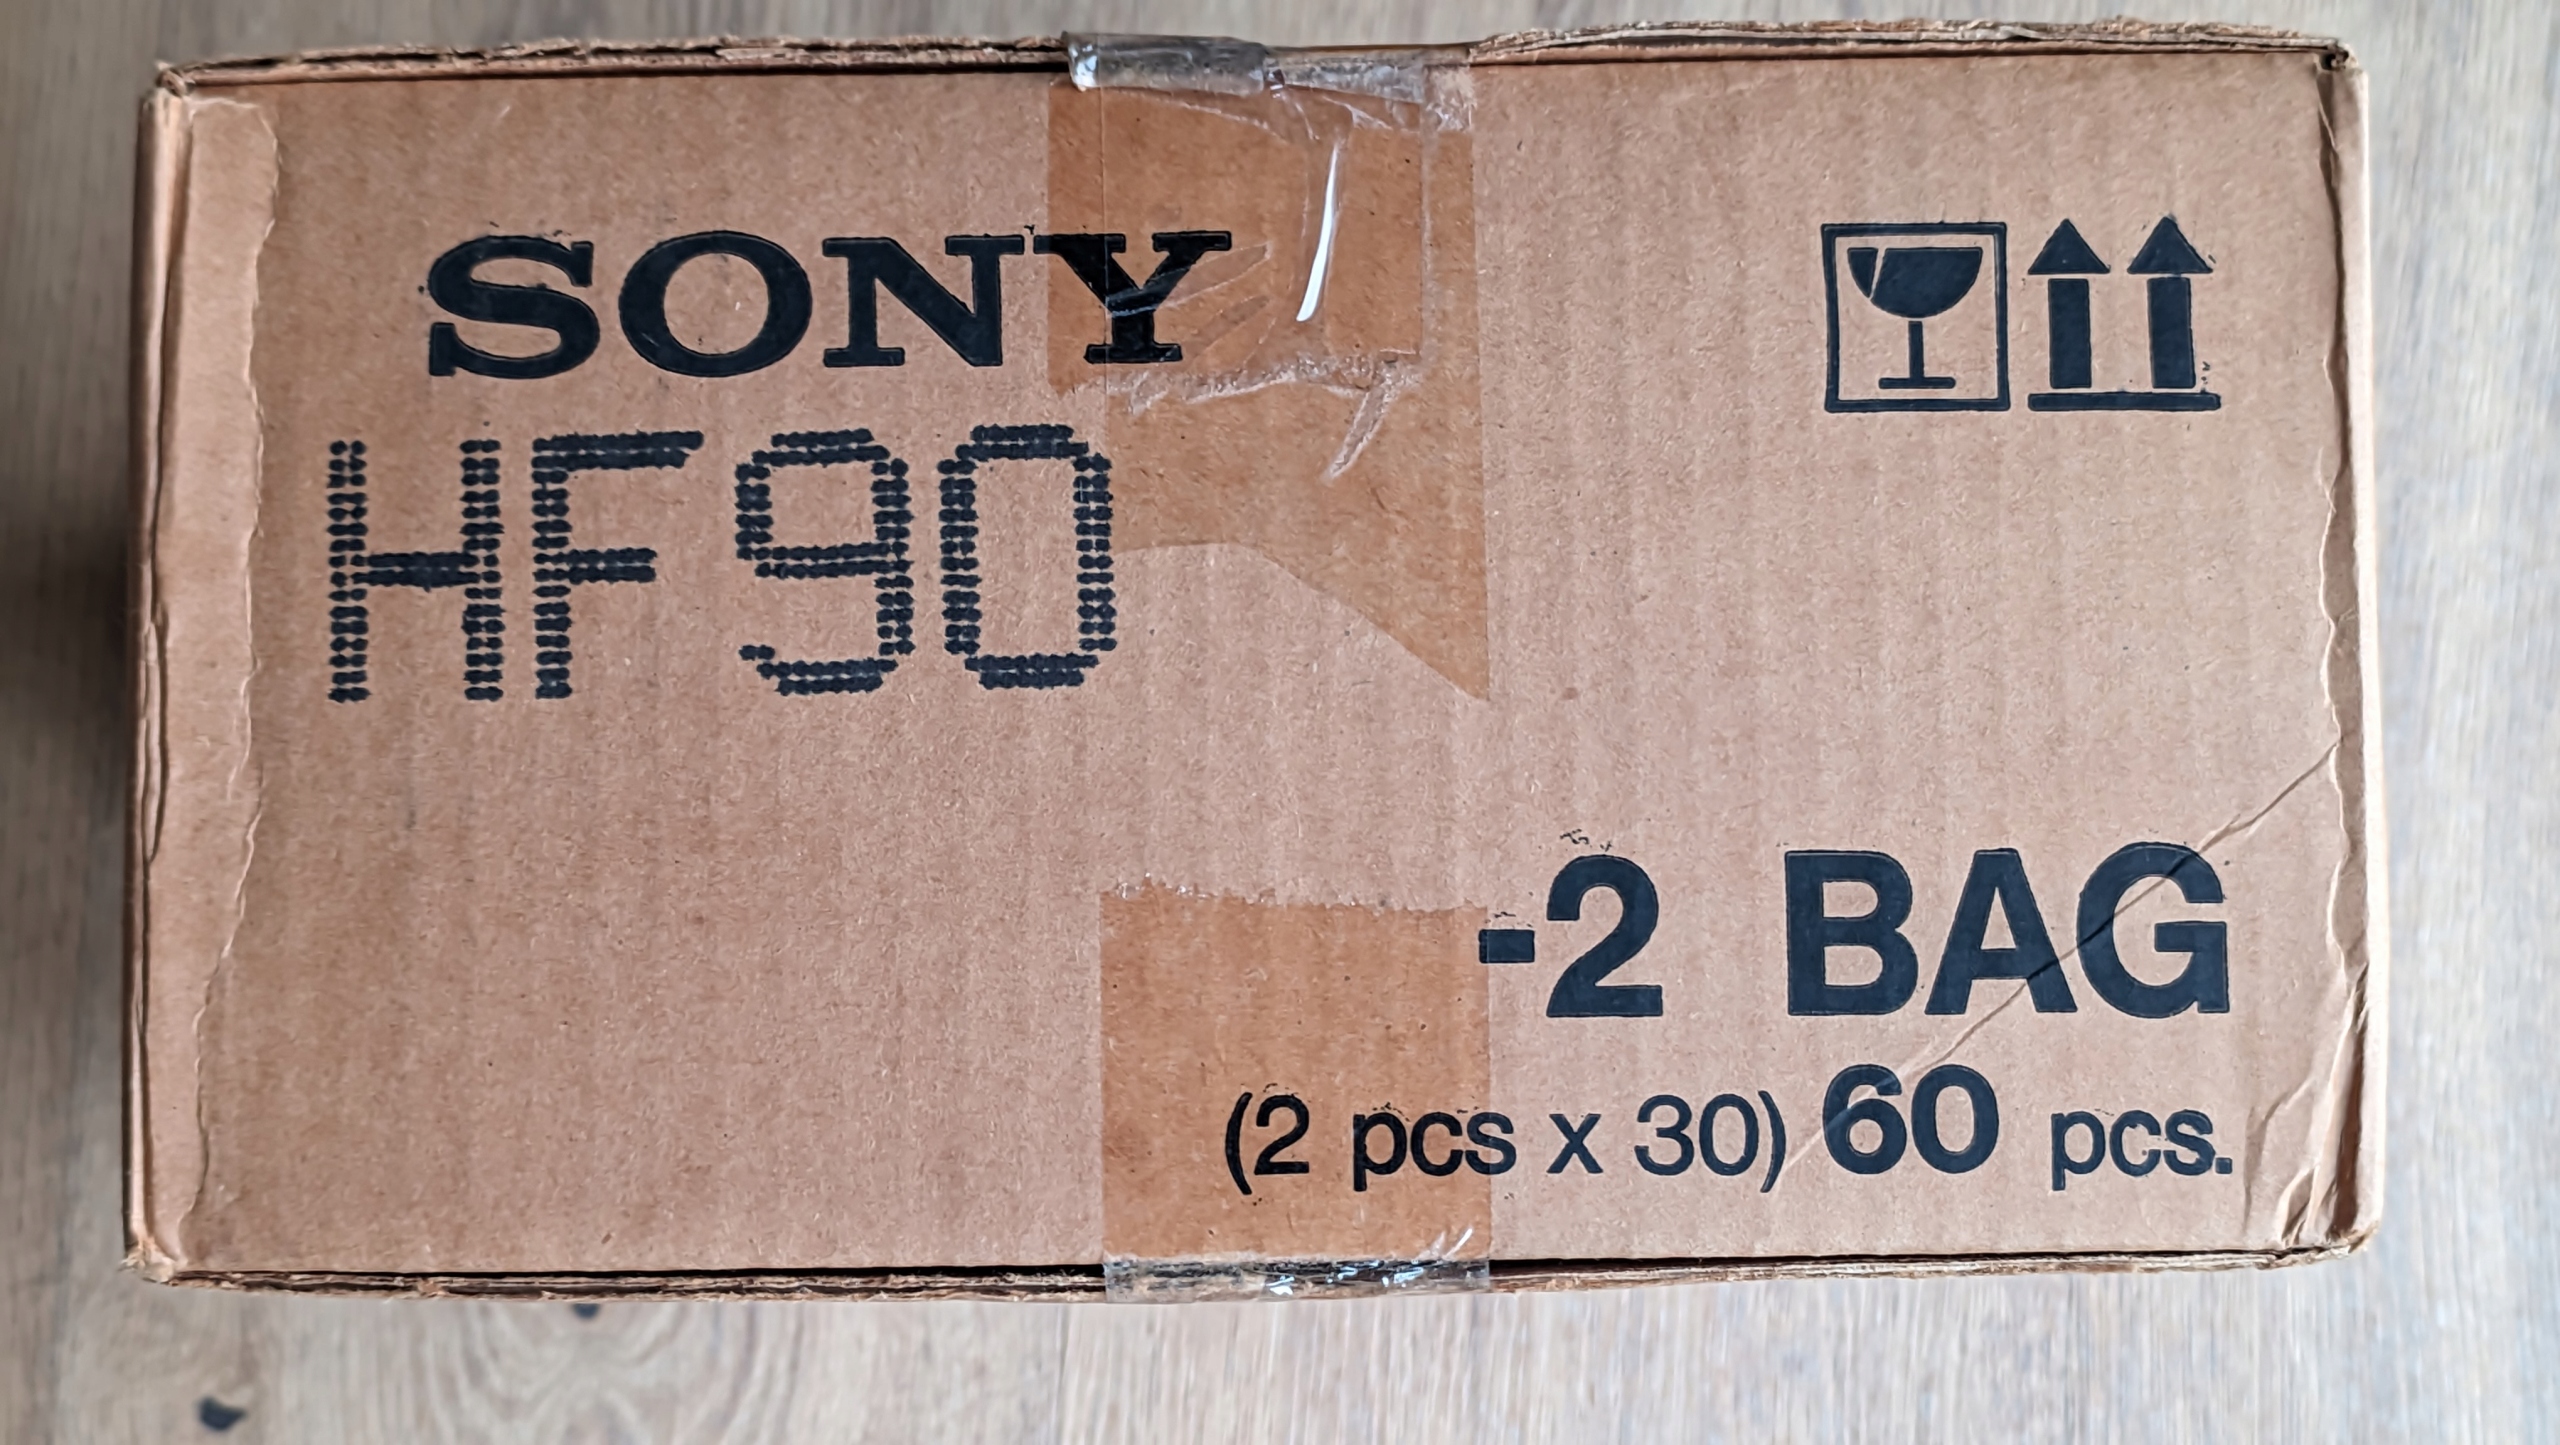 SONY
HF90
-2 BAG
(2 pcs x 30) 60 pcs.